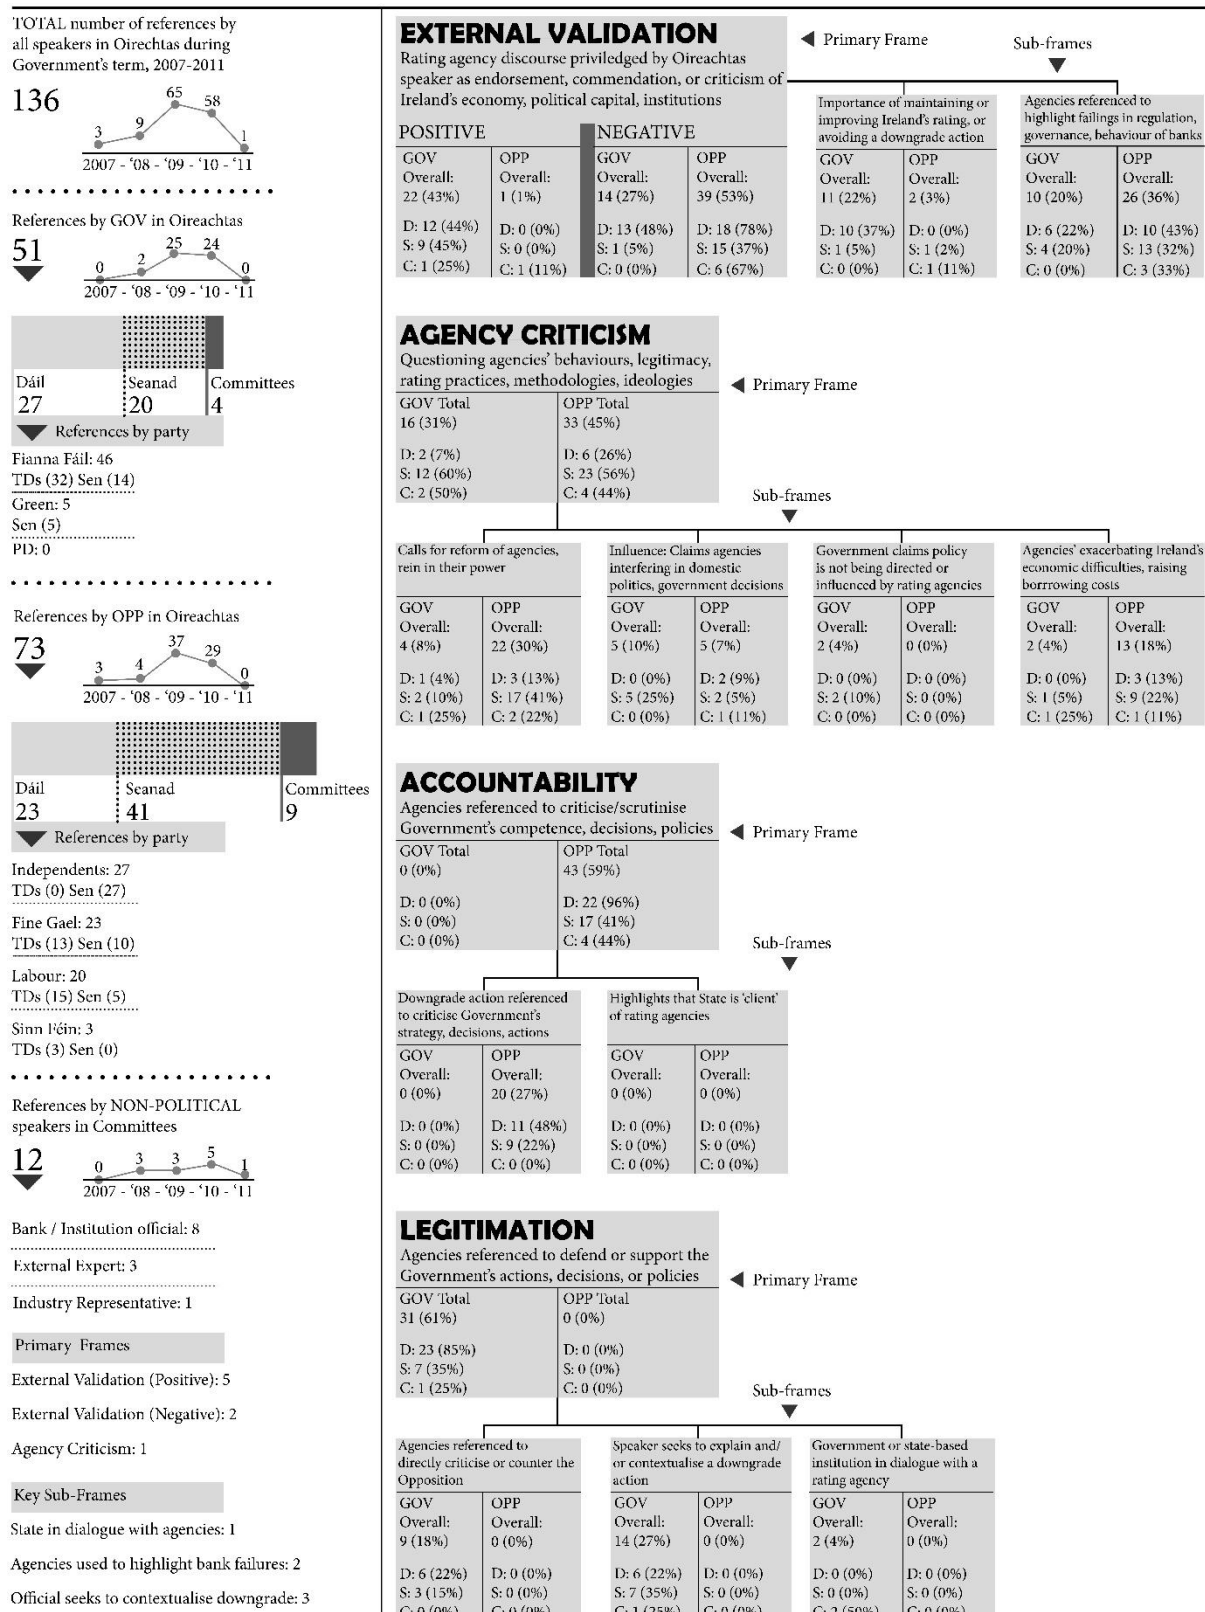 TOTAL number of references by
all speakers in Oirechtas during
Government's term, 2007-2011
136
3 9 65 58 1
2007 - '08 - '09 - '10 - '11
References by GOV in Oireachtas
51
0 2 25 24 0
2007 - '08 - '09 - '10 - '11
Dáil Seanad Committees
27 20 4
References by party
Fianna Fáil: 46
TDs (32) Sen (14)
Green: 5
Sen (5)
PD: 0
References by OPP in Oireachtas
73
3 4 37 29 0
2007 - '08 - '09 - '10 - '11
Dáil Seanad Committees
23 41 9
References by party
Independents: 27
TDs (0) Sen (27)
Fine Gael: 23
TDs (13) Sen (10)
Labour: 20
TDs (15) Sen (5)
Sinn Féin: 3
TDs (3) Sen (0)
References by NON-POLITICAL
speakers in Committees
12
0 3 3 5 1
2007 - '08 - '09 - '10 - '11
Bank / Institution official: 8
External Expert: 3
Industry Representative: 1
Primary Frames
External Validation (Positive): 5
External Validation (Negative): 2
Agency Criticism: 1
Key Sub-Frames
State in dialogue with agencies: 1
Agencies used to highlight bank failures: 2
Official seeks to contextualise downgrade: 3
EXTERNAL VALIDATION
Rating agency discourse priviledged by Oireachtas
speaker as endorsement, commendation, or criticism of
Ireland's economy, political capital, institutions
Primary Frame
Sub-frames
POSITIVE NEGATIVE
GOV OPP GOV OPP
Overall: Overall: Overall: Overall:
22 (43%) 1 (1%) 14 (27%) 39 (53%)
D: 12 (44%) D: 0 (0%) D: 13 (48%) D: 18 (78%)
S: 9 (45%) S: 0 (0%) S: 1 (5%) S: 15 (37%)
C: 1 (25%) C: 1 (11%) C: 0 (0%) C: 6 (67%)
Importance of maintaining or
improving Ireland's rating, or
avoiding a downgrade action
GOV OPP
Overall: Overall:
11 (22%) 2 (3%)
D: 10 (37%) D: 0 (0%)
S: 1 (5%) S: 1 (2%)
C: 0 (0%) C: 1 (11%)
Agencies referenced to
highlight failings in regulation,
governance, behaviour of banks
GOV OPP
Overall: Overall:
10 (20%) 26 (36%)
D: 6 (22%) D: 10 (43%)
S: 4 (20%) S: 13 (32%)
C: 0 (0%) C: 3 (33%)
AGENCY CRITICISM
Questioning agencies' behaviours, legitimacy,
rating practices, methodologies, ideologies
Primary Frame
GOV Total OPP Total
16 (31%) 33 (45%)
D: 2 (7%) D: 6 (26%)
S: 12 (60%) S: 23 (56%)
C: 2 (50%) C: 4 (44%)
Sub-frames
Calls for reform of agencies,
rein in their power
GOV OPP
Overall: Overall:
4 (8%) 22 (30%)
D: 1 (4%) D: 3 (13%)
S: 2 (10%) S: 17 (41%)
C: 1 (25%) C: 2 (22%)
Influence: Claims agencies
interfering in domestic
politics, government decisions
GOV OPP
Overall: Overall:
5 (10%) 5 (7%)
D: 0 (0%) D: 2 (9%)
S: 5 (25%) S: 2 (5%)
C: 0 (0%) C: 1 (11%)
Government claims policy
is not being directed or
influenced by rating agencies
GOV OPP
Overall: Overall:
2 (4%) 0 (0%)
D: 0 (0%) D: 0 (0%)
S: 2 (10%) S: 0 (0%)
C: 0 (0%) C: 0 (0%)
Agencies' exacerbating Ireland's
economic difficulties, raising
borrrowing costs
GOV OPP
Overall: Overall:
2 (4%) 13 (18%)
D: 0 (0%) D: 3 (13%)
S: 1 (5%) S: 9 (22%)
C: 1 (25%) C: 1 (11%)
ACCOUNTABILITY
Agencies referenced to criticise/scrutinise
Government's competence, decisions, policies
Primary Frame
GOV Total OPP Total
0 (0%) 43 (59%)
D: 0 (0%) D: 22 (96%)
S: 0 (0%) S: 17 (41%)
C: 0 (0%) C: 4 (44%)
Sub-frames
Downgrade action referenced
to criticise Government's
strategy, decisions, actions
GOV OPP
Overall: Overall:
0 (0%) 20 (27%)
D: 0 (0%) D: 11 (48%)
S: 0 (0%) S: 9 (22%)
C: 0 (0%) C: 0 (0%)
Highlights that State is 'client'
of rating agencies
GOV OPP
Overall: Overall:
0 (0%) 0 (0%)
D: 0 (0%) D: 0 (0%)
S: 0 (0%) S: 0 (0%)
C: 0 (0%) C: 0 (0%)
LEGITIMATION
Agencies referenced to defend or support the
Government's actions, decisions, or policies
Primary Frame
GOV Total OPP Total
31 (61%) 0 (0%)
D: 23 (85%) D: 0 (0%)
S: 7 (35%) S: 0 (0%)
C: 1 (25%) C: 0 (0%)
Sub-frames
Agencies referenced to
directly criticise or counter the
Opposition
GOV OPP
Overall: Overall:
9 (18%) 0 (0%)
D: 6 (22%) D: 0 (0%)
S: 3 (15%) S: 0 (0%)
C: 0 (0%) C: 0 (0%)
Speaker seeks to explain and/
or contextualise a downgrade
action
GOV OPP
Overall: Overall:
14 (27%) 0 (0%)
D: 6 (22%) D: 0 (0%)
S: 7 (35%) S: 0 (0%)
C: 1 (25%) C: 0 (0%)
Government or state-based
institution in dialogue with a
rating agency
GOV OPP
Overall: Overall:
2 (4%) 0 (0%)
D: 0 (0%) D: 0 (0%)
S: 0 (0%) S: 0 (0%)
C: 2 (50%) C: 0 (0%)